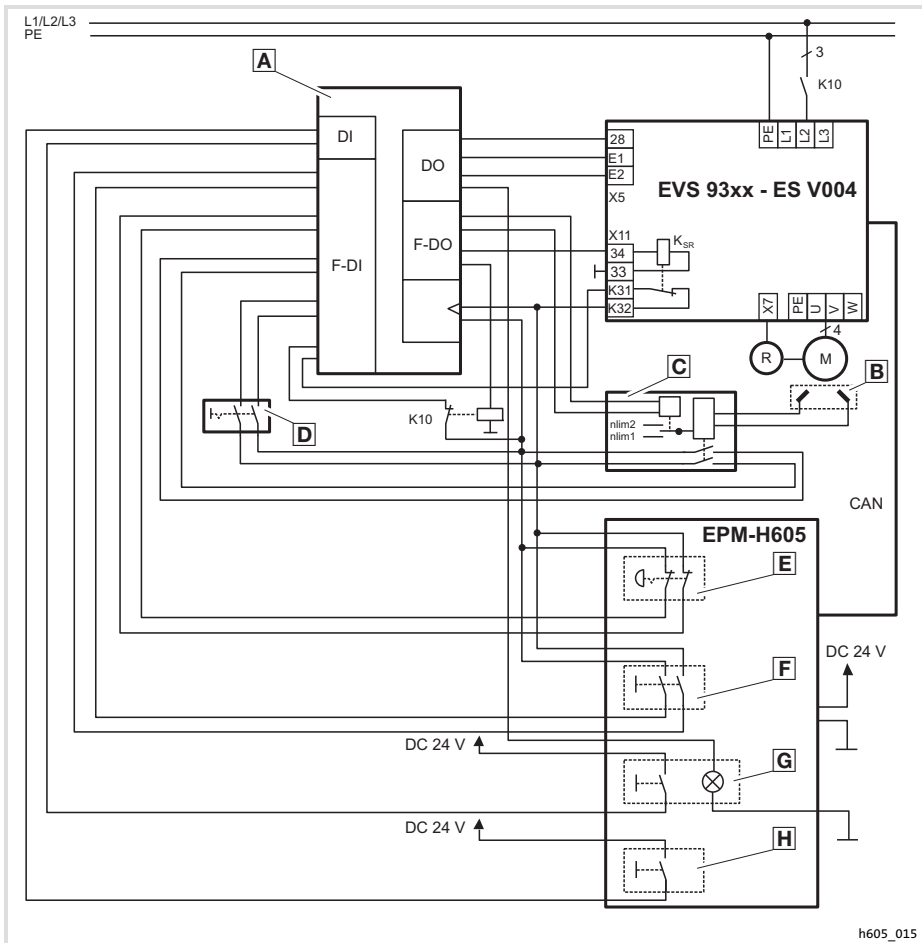 L1/L2/L3
PE
3
A
K10
DI
DO
28
E1
E2
X5
PE
L1
L2
L3
EVS 93xx - ES V004
F-DO
F-DI
X11
34
33
K31
K32
KSR
X7
PE
U
V
W
4
R
M
B
C
D
K10
nlim2
nlim1
CAN
EPM-H605
E
F
DC 24 V
DC 24 V
G
DC 24 V
H
h605_015